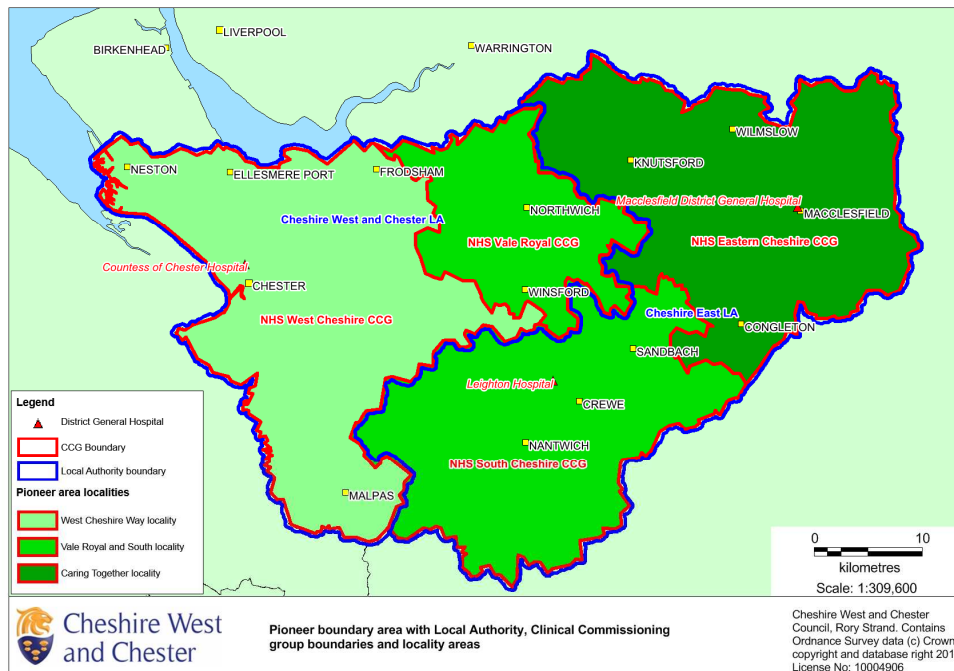 LIVERPOOL
BIRKENHEAD
WARRINGTON
WILMSLOW
NESTON
ELLESMERE PORT
FRODSHAM
KNUTSFORD
Macclesfield District General Hospital
NORTHWICH
MACCLESFIELD
Cheshire West and Chester LA
NHS Vale Royal CCG
NHS Eastern Cheshire CCG
Countess of Chester Hospital
CHESTER
WINSFORD
NHS West Cheshire CCG
Cheshire East LA
CONGLETON
SANDBACH
Leighton Hospital
CREWE
NANTWICH
NHS South Cheshire CCG
MALPAS
Legend
District General Hospital
CCG Boundary
Local Authority boundary
Pioneer area localities
West Cheshire Way locality
Vale Royal and South locality
Caring Together locality
0 10
kilometres
Scale: 1:309,600
Cheshire West
and Chester
Pioneer boundary area with Local Authority, Clinical Commissioning
group boundaries and locality areas
Cheshire West and Chester
Council, Rory Strand. Contains
Ordnance Survey data (c) Crown
copyright and database right 201
License No: 10004906